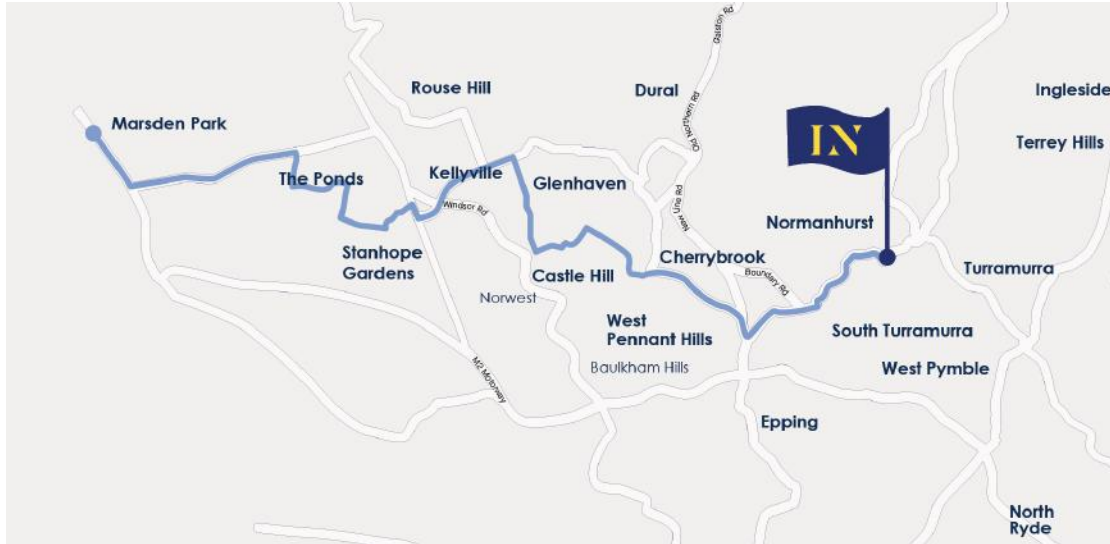 Galston Rd
Rouse Hill
Dural
Ingleside
Marsden Park
Old Northern Rd
IN
Terrey Hills
The Ponds
Kellyville
Glenhaven
Windsor Rd
New Line Rd
Normanhurst
Stanhope
Gardens
Castle Hill
Cherrybrook
Boundary Rd
Turramurra
Norwest
West
Pennant Hills
South Turramurra
Baulkham Hills
West Pymble
M2 Motorway
Epping
North
Ryde